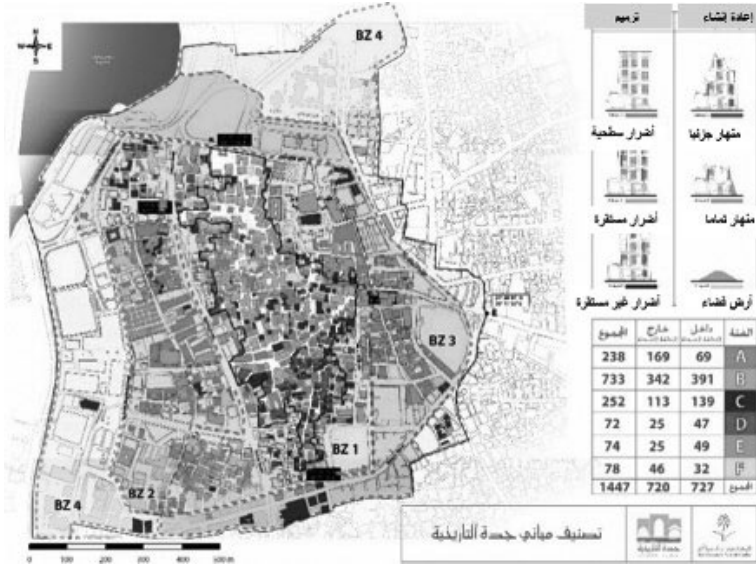 BZ 4
إعادة إنشاء
ترميم
N
W E
S
أضرار سطحية
منهار جزئيا
أضرار مستقرة
منهار تماما
أضرار غير مستقرة
أرض فضاء
BZ 3
BZ 1
BZ 2
BZ 4
الفئة داخل خارج المجموع
A 69 169 238
B 391 342 733
C 139 113 252
D 47 25 72
E 49 25 74
F 32 46 78
المجموع 727 720 1447
0 100 200 300 400 500 m
تصنيف مباني جدة التاريخية
جدة التاريخية